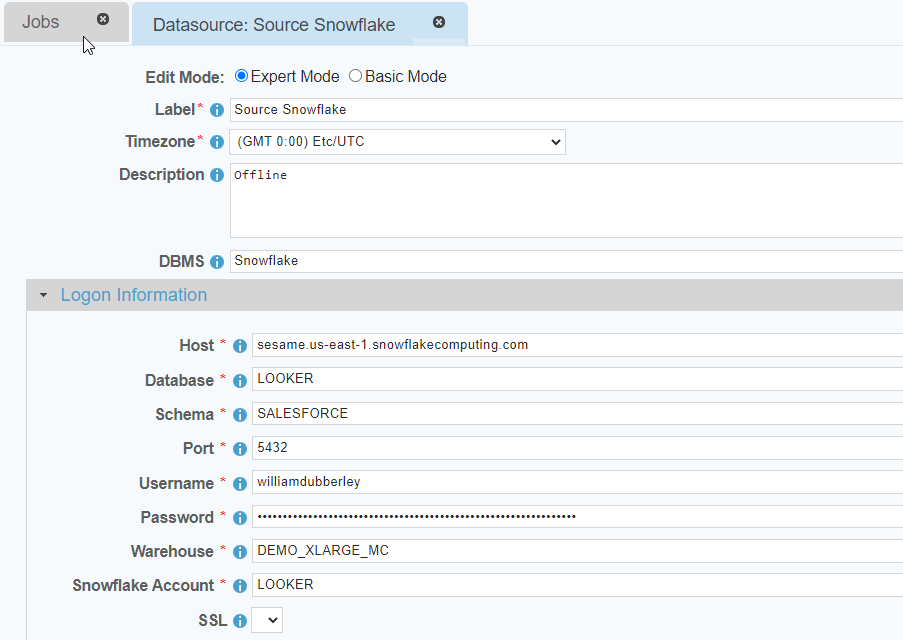 Jobs
Datasource: Source Snowflake
Edit Mode: Expert Mode Basic Mode
Label* Source Snowflake
Timezone* (GMT 0:00) Etc/UTC
Description Offline
DBMS Snowflake
Logon Information
Host * sesame.us-east-1.snowflakecomputing.com
Database * LOOKER
Schema * SALESFORCE
Port * 5432
Username * williamdubberley
Password *
Warehouse * DEMO_XLARGE_MC
Snowflake Account * LOOKER
SSL